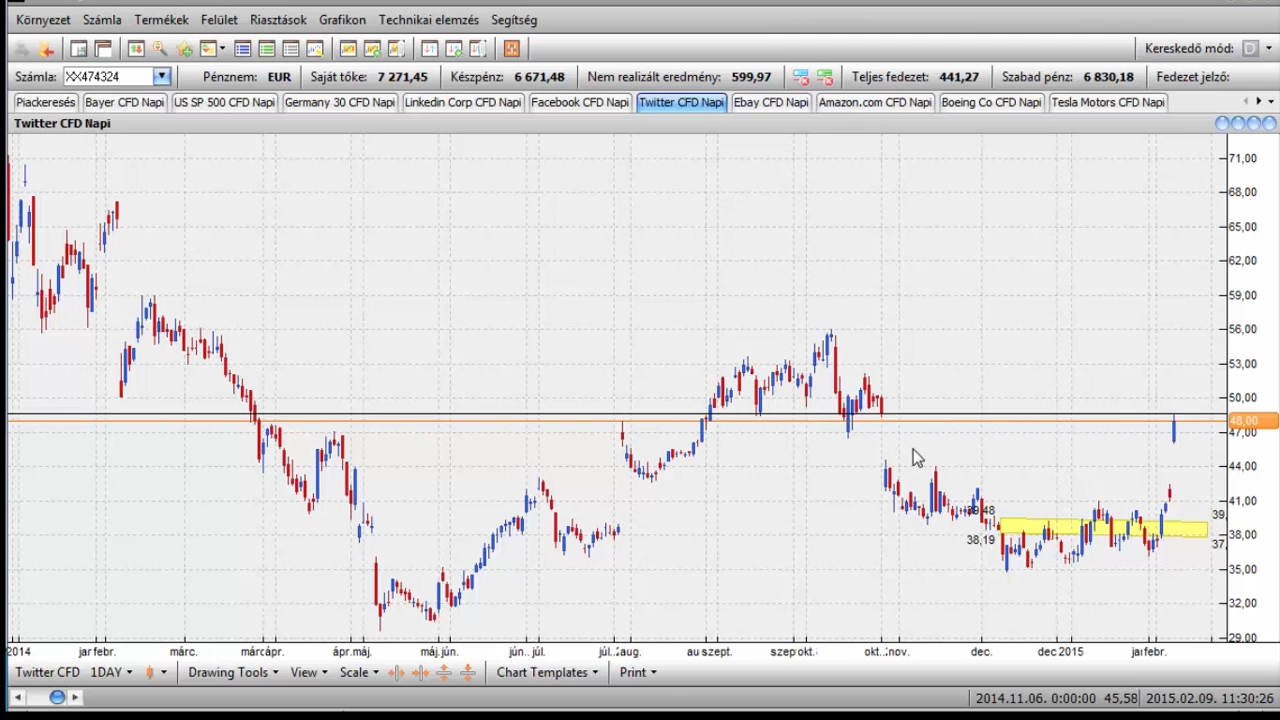 Környezet Számla Termékek Felület Riasztások Grafikon Technikai elemzés Segítség
Kereskedő mód: D
Számla: XX474324 Pénznem: EUR Saját tőke: 7 271,45 Készpénz: 6 671,48 Nem realizált eredmény: 599,97 Teljes fedezet: 441,27 Szabad pénz: 6 830,18 Fedezet jelző:
Piackeresés Bayer CFD Napi US SP 500 CFD Napi Germany 30 CFD Napi Linkedin Corp CFD Napi Facebook CFD Napi Twitter CFD Napi Ebay CFD Napi Amazon.com CFD Napi Boeing Co CFD Napi Tesla Motors CFD Napi
Twitter CFD Napi
71,00
68,00
65,00
62,00
59,00
56,00
53,00
50,00
48,00
47,00
44,00
41,00
39,48
39,
38,00
38,19
37,
35,00
32,00
29,00
2014 jan febr. márc. márc ápr. ápr. máj. máj. jún. jún. júl. júl. aug. au szept. szep okt. okt. nov. dec. dec 2015 jan febr.
Twitter CFD 1DAY Drawing Tools View Scale Chart Templates Print
2014.11.06. 0:00:00 45,58 2015.02.09. 11:30:26